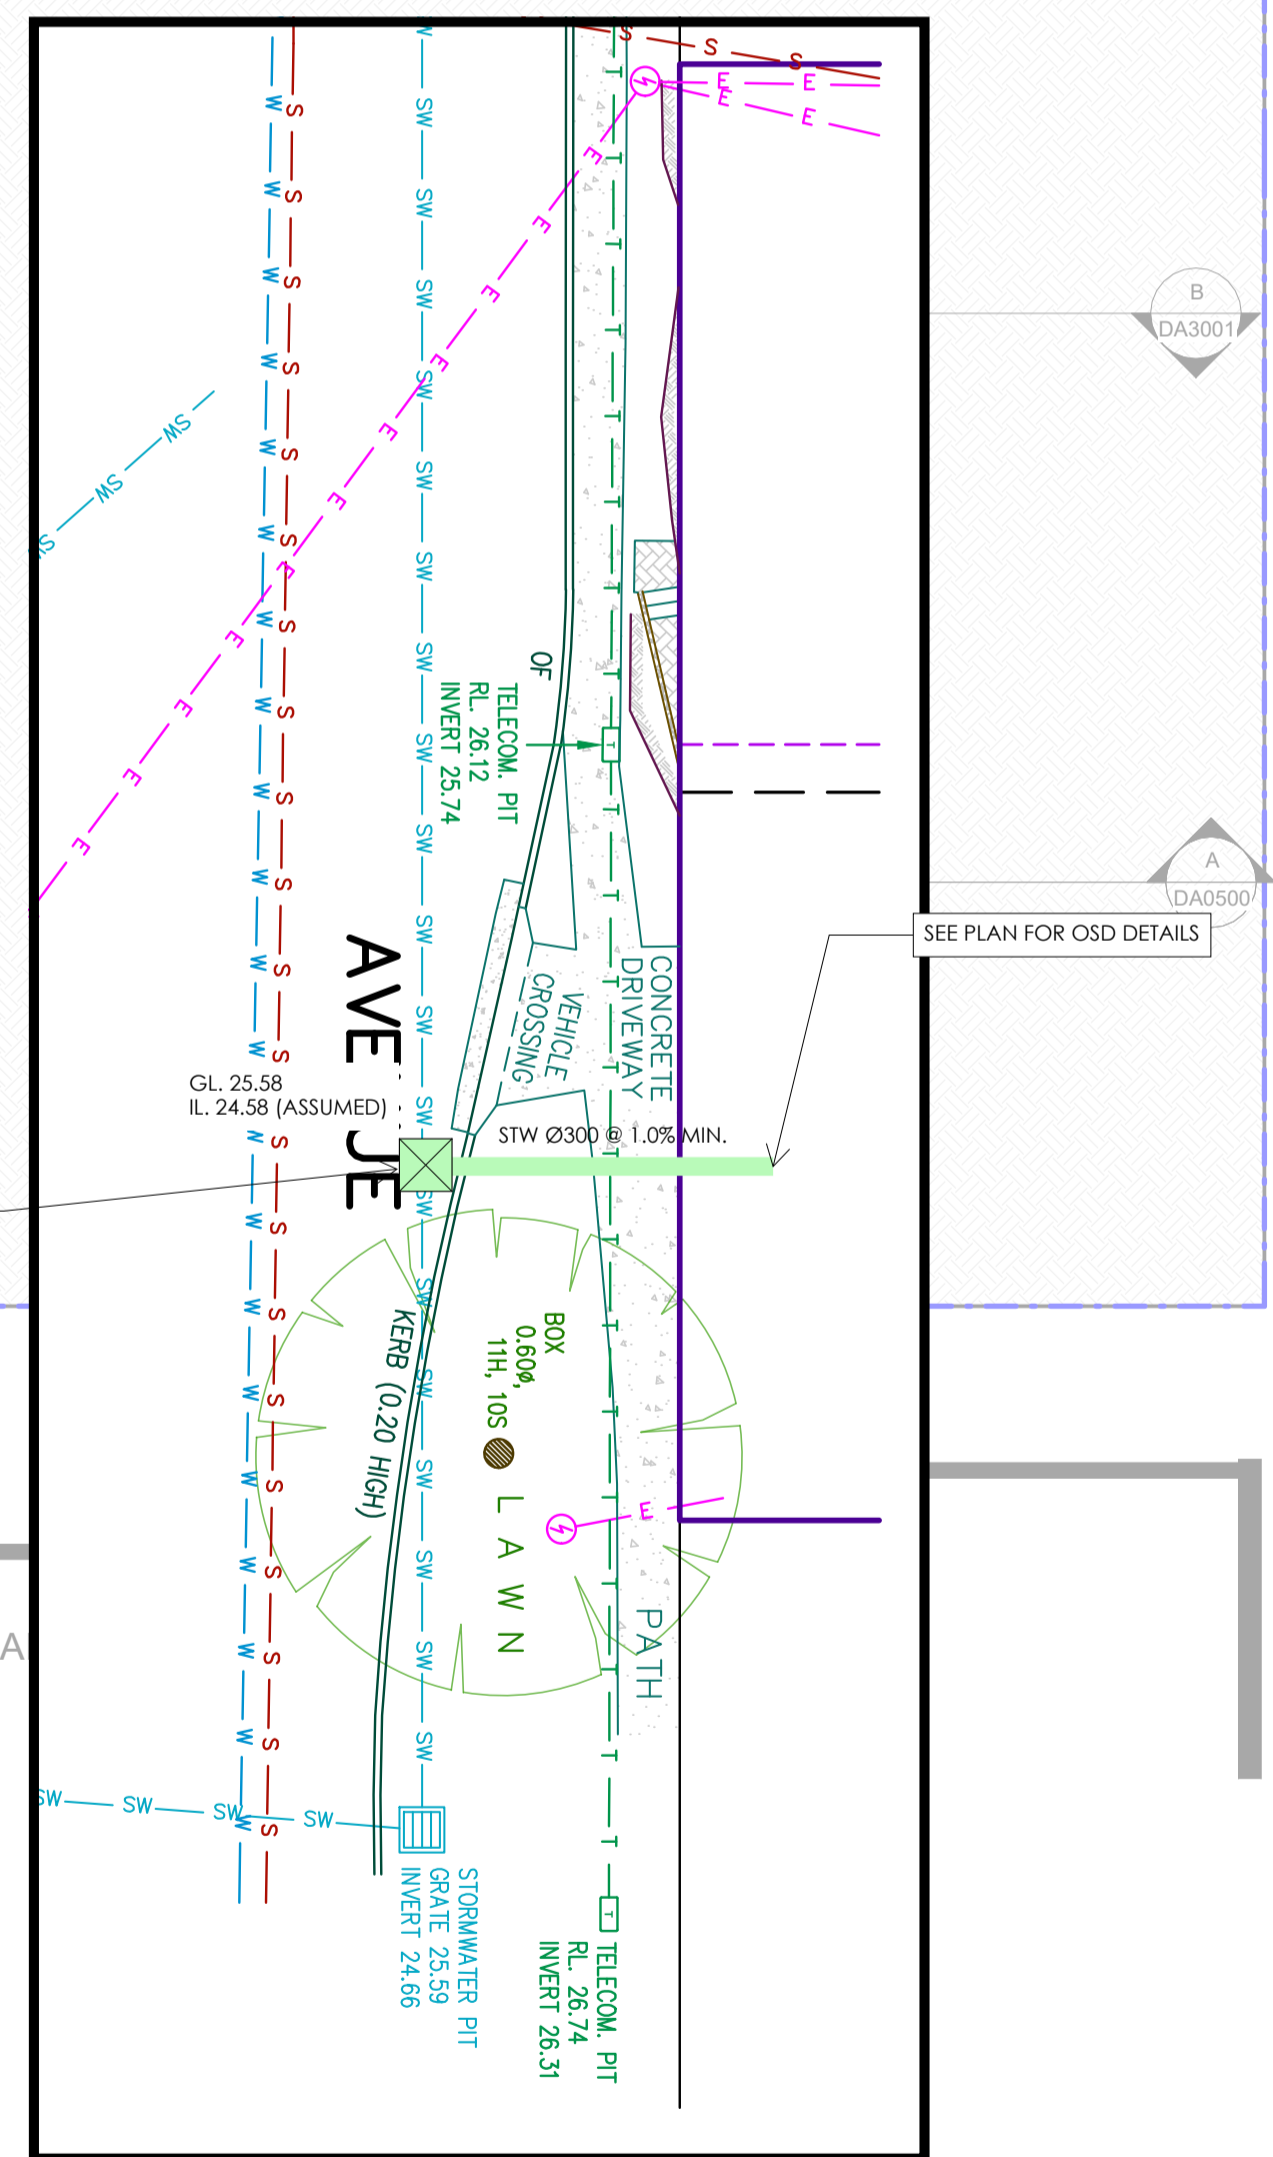 B
DA3001
A
DA0500
SEE PLAN FOR OSD DETAILS
OF
TELECOM. PIT
RL. 26.12
INVERT 25.74
CONCRETE
DRIVEWAY
VEHICLE
CROSSING
AVE
JE
GL. 25.58
IL. 24.58 (ASSUMED)
STW Ø300 @ 1.0% MIN.
BOX
0.60ø,
11H, 10S
KERB (0.20 HIGH)
LAWN
PATH
STORMWATER PIT
GRATE 25.59
INVERT 24.66
TELECOM. PIT
RL. 26.74
INVERT 26.31